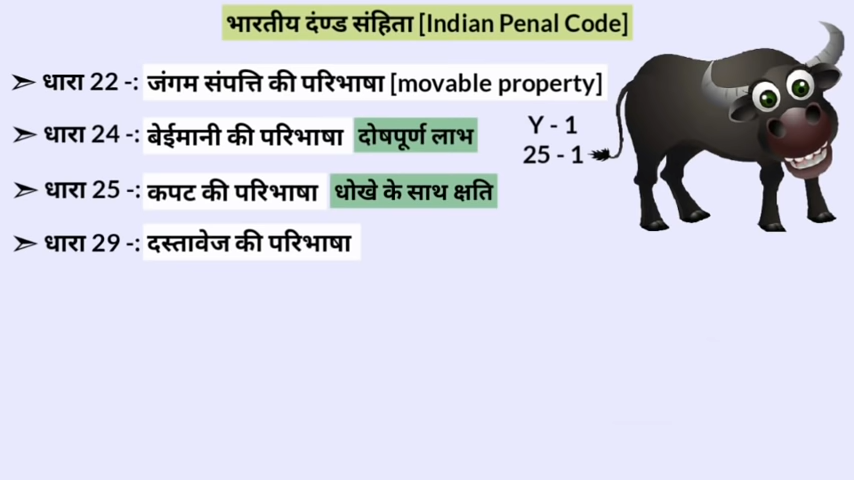 भारतीय दंण्ड संहिता [Indian Penal Code]
➢ धारा 22 -: जंगम संपत्ति की परिभाषा [movable property]
➢ धारा 24 -: बेईमानी की परिभाषा दोषपूर्ण लाभ
Y - 1
25 - 1
➢ धारा 25 -: कपट की परिभाषा धोखे के साथ क्षति
➢ धारा 29 -: दस्तावेज की परिभाषा